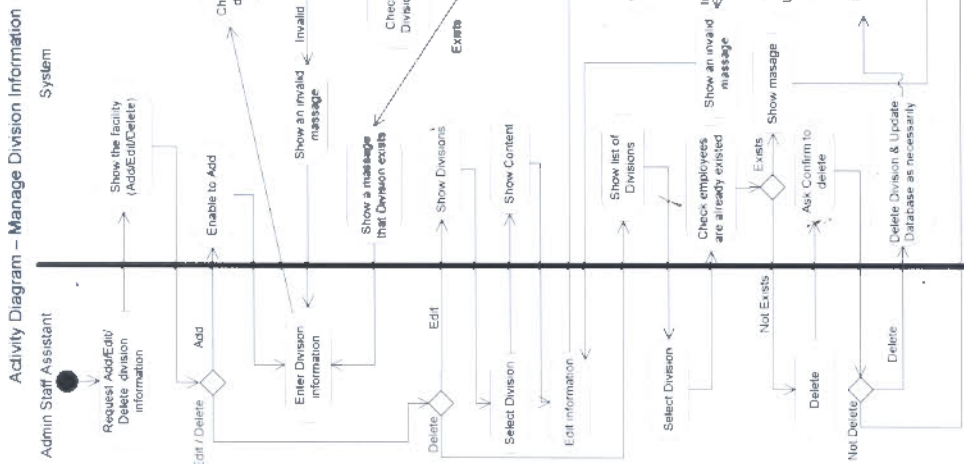 Activity Diagram – Manage Division Information
Admin Staff Assistant
System
Request Add/Edit/
Delete division
information
Show the facility
(Add/Edit/Delete)
Add
Edit / Delete
Enable to Add
Enter Division
information
Show an invalid
massage
Invalid
Show a massage
that Division exists
Exists
Edit
Delete
Show Divisions
Select Division
Show Content
Edit information
Show list of
Divisions
Select Division
Show an invalid
massage
Check employees
are already existed
Exists
Show masage
Not Exists
Delete
Ask Confirm to
delete
Not Delete
Delete
Delete Division & Update
Database as necessarily